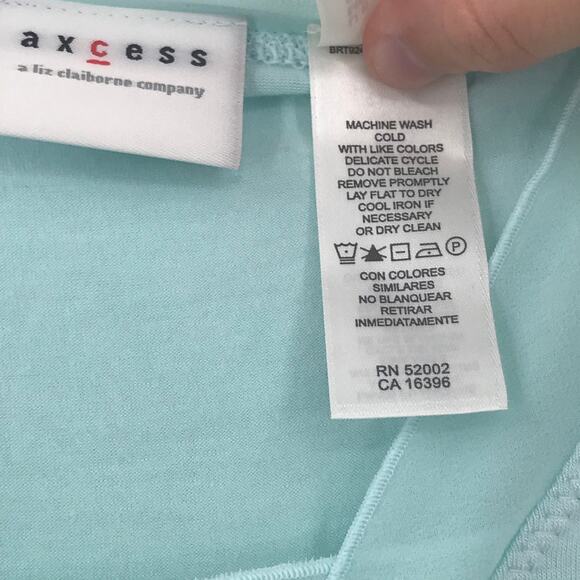 axcess
a liz claiborne company
BRT92
MACHINE WASH
COLD
WITH LIKE COLORS
DELICATE CYCLE
DO NOT BLEACH
REMOVE PROMPTLY
LAY FLAT TO DRY
COOL IRON IF
NECESSARY
OR DRY CLEAN
P
CON COLORES
SIMILARES
NO BLANQUEAR
RETIRAR
INMEDIATAMENTE
RN 52002
CA 16396